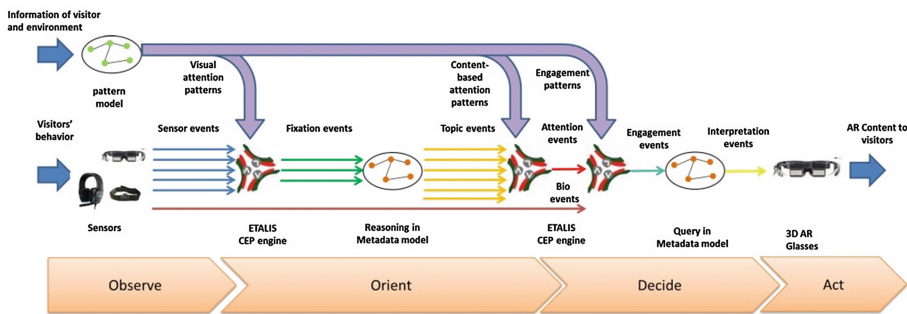 Information of visitor
and environment
pattern
model
Visual
attention
patterns
Content-
based
attention
patterns
Engagement
patterns
Visitors'
behavior
Sensor events
Fixation events
Topic events
Attention
events
Engagement
events
Interpretation
events
AR Content to
visitors
Bio
events
Sensors
ETALIS
CEP engine
Reasoning in
Metadata model
ETALIS
CEP engine
Query in
Metadata model
3D AR
Glasses
Observe
Orient
Decide
Act